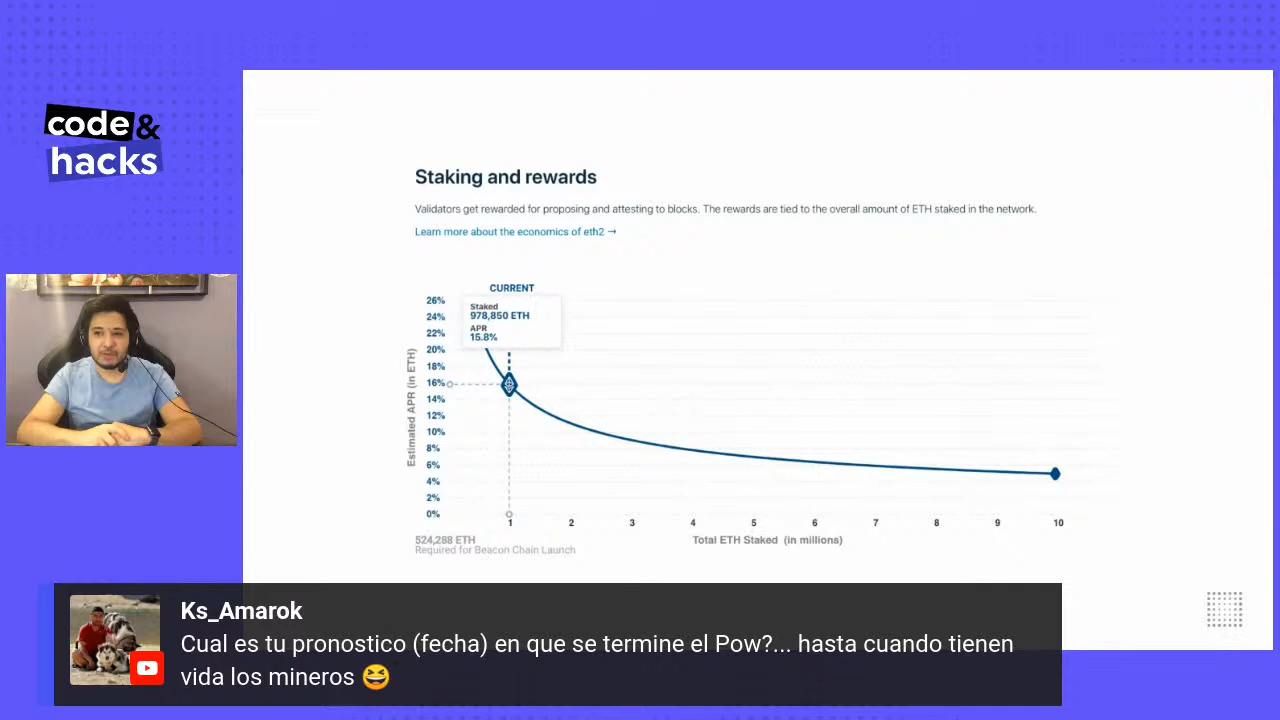 code&
hacks
Staking and rewards
Validators get rewarded for proposing and attesting to blocks. The rewards are tied to the overall amount of ETH staked in the network.
Learn more about the economics of eth2 →
CURRENT
Staked
978,850 ETH
APR
15.8%
26%
24%
22%
20%
18%
16%
14%
12%
10%
8%
6%
4%
2%
0%
Estimated APR (in ETH)
1 2 3 4 5 6 7 8 9 10
524,288 ETH
Required for Beacon Chain Launch
Total ETH Staked (in millions)
Ks_Amarok
Cual es tu pronostico (fecha) en que se termine el Pow?... hasta cuando tienen
vida los mineros 😆